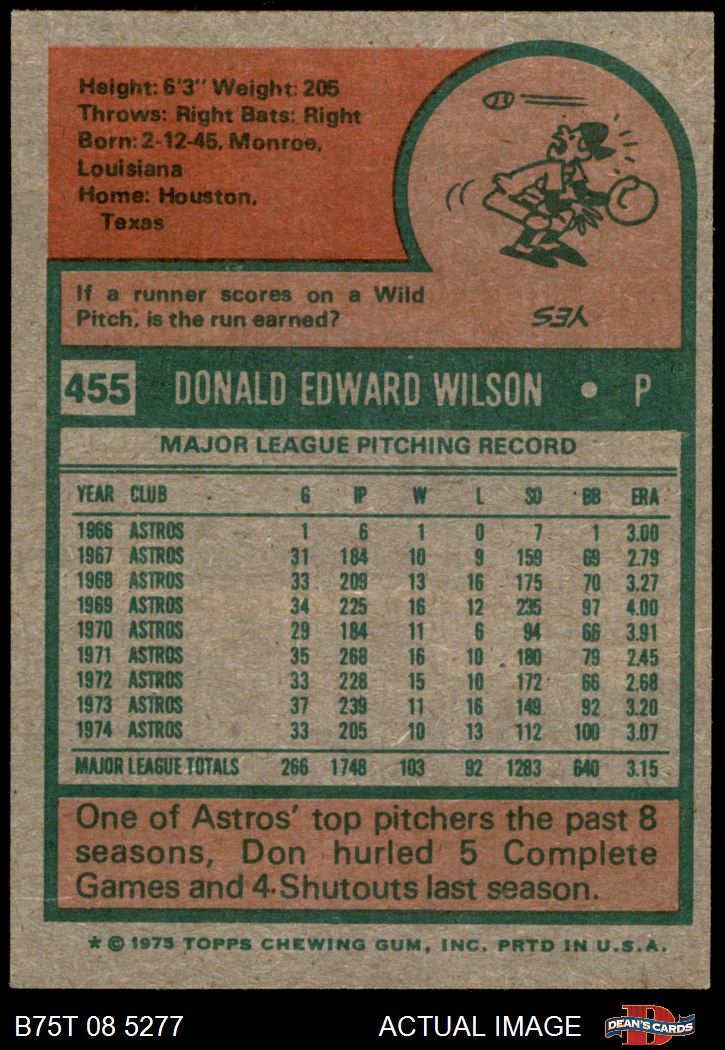 Height: 6'3" Weight: 205
Throws: Right Bats: Right
Born: 2-12-45, Monroe,
Louisiana
Home: Houston,
Texas
If a runner scores on a Wild
Pitch, is the run earned?
YES
455 DONALD EDWARD WILSON • P
MAJOR LEAGUE PITCHING RECORD
YEAR CLUB G IP W L SO BB ERA
1966 ASTROS 1 6 1 0 7 1 3.00
1967 ASTROS 31 184 10 9 159 69 2.79
1968 ASTROS 33 209 13 16 175 70 3.27
1969 ASTROS 34 225 16 12 235 97 4.00
1970 ASTROS 29 184 11 6 94 66 3.91
1971 ASTROS 35 268 16 10 180 79 2.45
1972 ASTROS 33 228 15 10 172 66 2.68
1973 ASTROS 37 239 11 16 149 92 3.20
1974 ASTROS 33 205 10 13 112 100 3.07
MAJOR LEAGUE TOTALS 266 1748 103 92 1283 640 3.15
One of Astros' top pitchers the past 8
seasons, Don hurled 5 Complete
Games and 4 Shutouts last season.
* © 1975 TOPPS CHEWING GUM, INC. PRTD IN U.S.A.
B75T 08 5277 ACTUAL IMAGE
D
DEAN'S CARDS